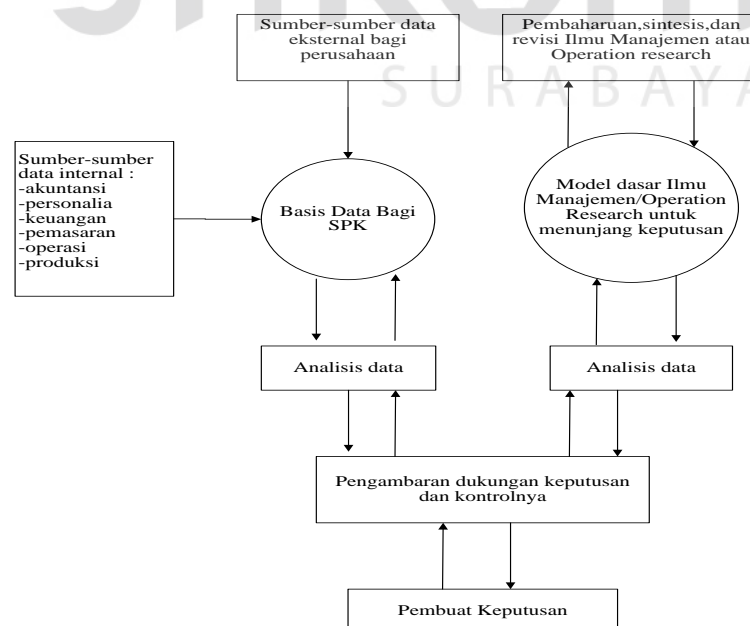 Sumber-sumber data
eksternal bagi
perusahaan
Pembaharuan,sintesis,dan
revisi Ilmu Manajemen atau
Operation research
SURABAYA
Sumber-sumber
data internal :
-akuntansi
-personalia
-keuangan
-pemasaran
-operasi
-produksi
Basis Data Bagi
SPK
Model dasar Ilmu
Manajemen/Operation
Research untuk
menunjang keputusan
Analisis data
Analisis data
Pengambaran dukungan keputusan
dan kontrolnya
Pembuat Keputusan